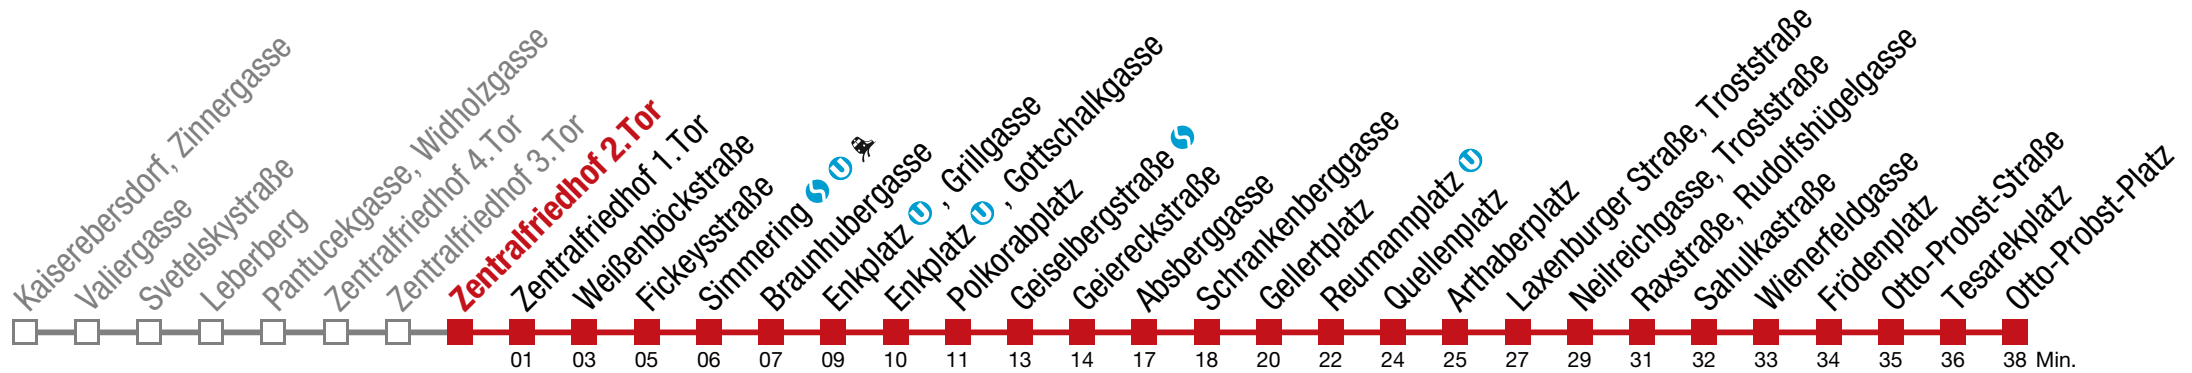 Kaiserebersdorf, Zinnergasse
Valiergasse
Svetelskystraße
Leberberg
Pantucekgasse, Widholzgasse
Zentralfriedhof 4.Tor
Zentralfriedhof 3.Tor
Zentralfriedhof 2.Tor
Zentralfriedhof 1.Tor
Weißenböckstraße
Fickeysstraße
Simmering S U
Braunhubergasse
Enkplatz U , Grillgasse
Enkplatz U , Gottschalkgasse
Polkorabplatz
Geiselbergstraße S
Geiereckstraße
Absberggasse
Schrankenberggasse
Gellertplatz
Reumannplatz U
Quellenplatz
Arthaberplatz
Laxenburger Straße, Troststraße
Neilreichgasse, Troststraße
Raxstraße, Rudolfshügelgasse
Sahulkastraße
Wienerfeldgasse
Frödenplatz
Otto-Probst-Straße
Tesarekplatz
Otto-Probst-Platz
01 03 05 06 07 09 10 11 13 14 17 18 20 22 24 25 27 29 31 32 33 34 35 36 38 Min.